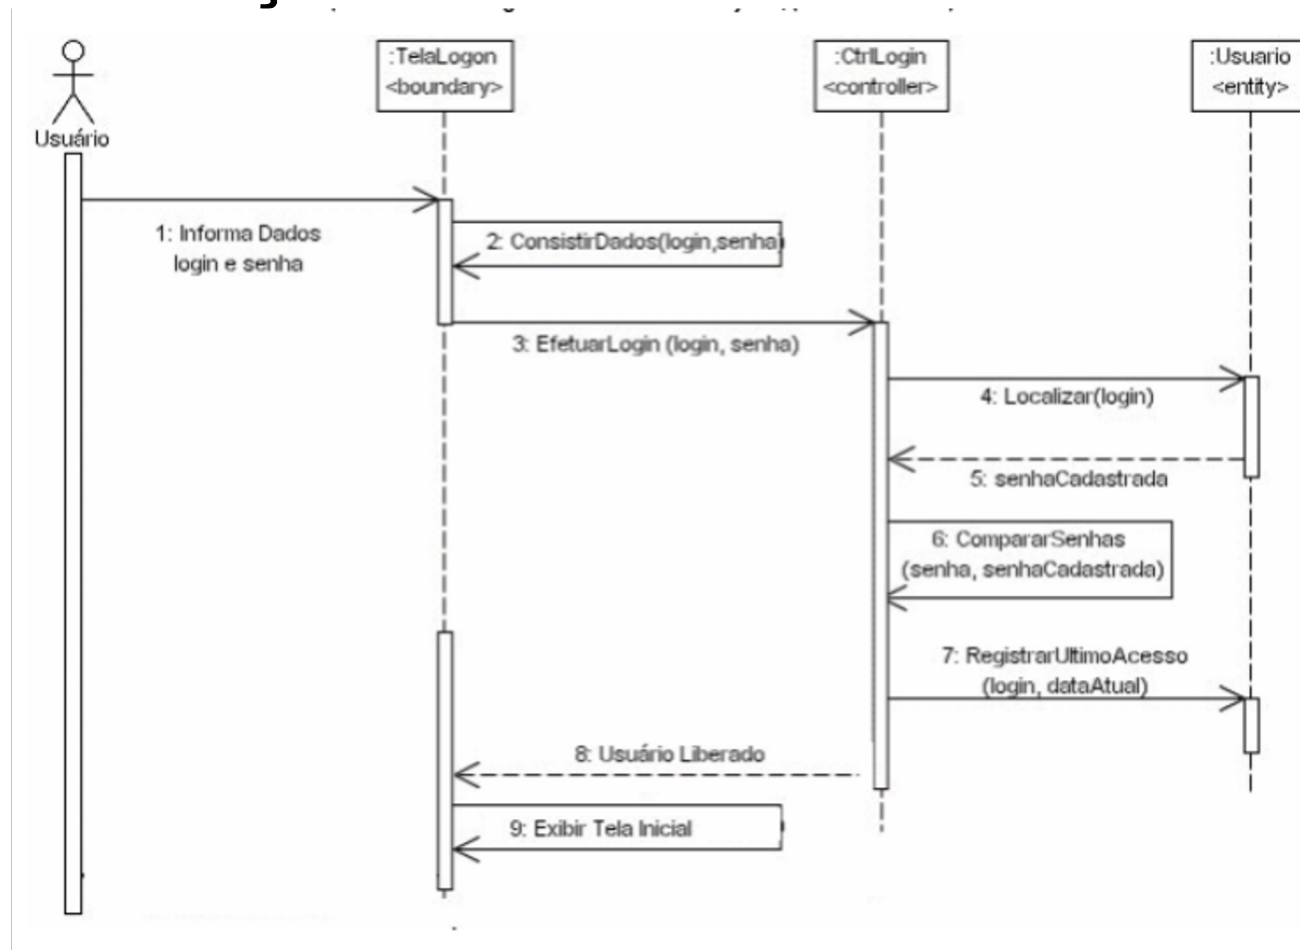 :TelaLogon
<boundary>
:CtrlLogin
<controller>
:Usuario
<entity>
Usuário
1: Informa Dados
login e senha
2: ConsistirDados(login,senha)
3: EfetuarLogin (login, senha)
4: Localizar(login)
5: senhaCadastrada
6: CompararSenhas
(senha, senhaCadastrada)
7: RegistrarUltimoAcesso
(login, dataAtual)
8: Usuário Liberado
9: Exibir Tela Inicial